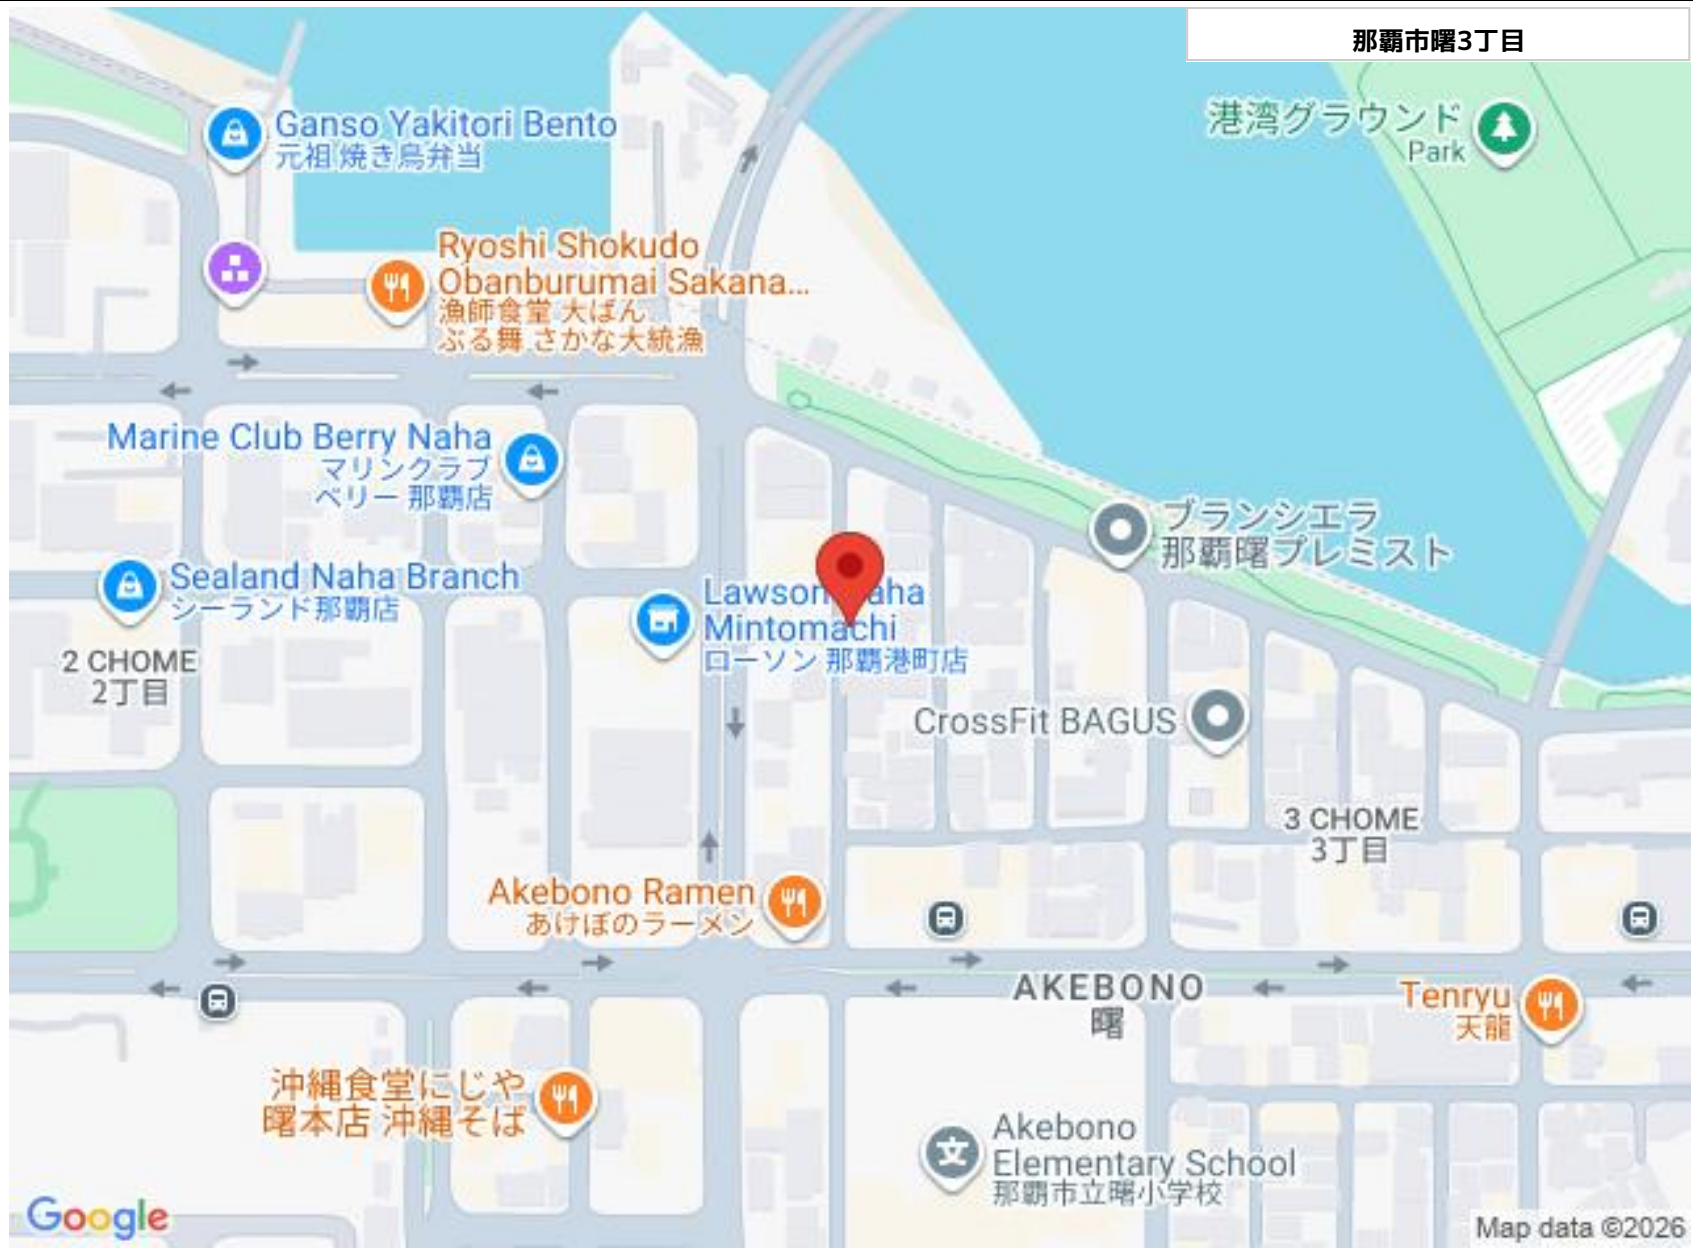 那覇市曙3丁目
港湾グラウンド
Park
Ganso Yakitori Bento
元祖 焼き鳥弁当
Ryoshi Shokudo
Obanburumai Sakana...
漁師食堂 大ばん
ぶる舞 さかな大統漁
Marine Club Berry Naha
マリンクラブ
ベリー 那覇店
ブランシエラ
那覇曙プレミスト
Sealand Naha Branch
シーランド那覇店
Lawson Naha
Mintomachi
ローソン 那覇港町店
2 CHOME
2丁目
CrossFit BAGUS
3 CHOME
3丁目
Akebono Ramen
あけぼのラーメン
AKEBONO
曙
Tenryu
天龍
沖縄食堂にじや
曙本店 沖縄そば
文
Akebono
Elementary School
那覇市立曙小学校
Google
Map data ©2026